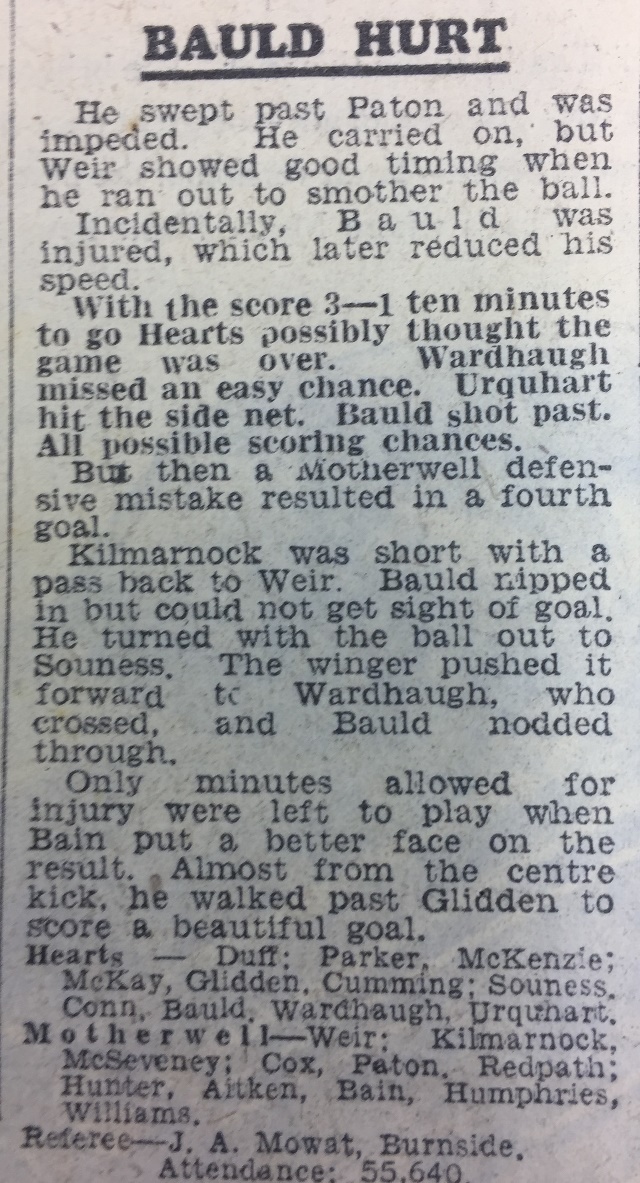 BAULD HURT
He swept past Paton and was
impeded. He carried on, but
Weir showed good timing when
he ran out to smother the ball.
Incidentally, Bauld was
injured, which later reduced his
speed.
With the score 3—1 ten minutes
to go Hearts possibly thought the
game was over. Wardhaugh
missed an easy chance. Urquhart
hit the side net. Bauld shot past.
All possible scoring chances.
But then a Motherwell defen-
sive mistake resulted in a fourth
goal.
Kilmarnock was short with a
pass back to Weir. Bauld nipped
in but could not get sight of goal.
He turned with the ball out to
Souness. The winger pushed it
forward to Wardhaugh, who
crossed, and Bauld nodded
through.
Only minutes allowed for
injury were left to play when
Bain put a better face on the
result. Almost from the centre
kick, he walked past Glidden to
score a beautiful goal.
Hearts — Duff; Parker, McKenzie;
McKay, Glidden, Cumming; Souness,
Conn, Bauld, Wardhaugh, Urquhart.
Motherwell—Weir; Kilmarnock,
McSeveney; Cox, Paton, Redpath;
Hunter, Aitken, Bain, Humphries,
Williams.
Referee—J. A. Mowat, Burnside.
Attendance: 55,640.